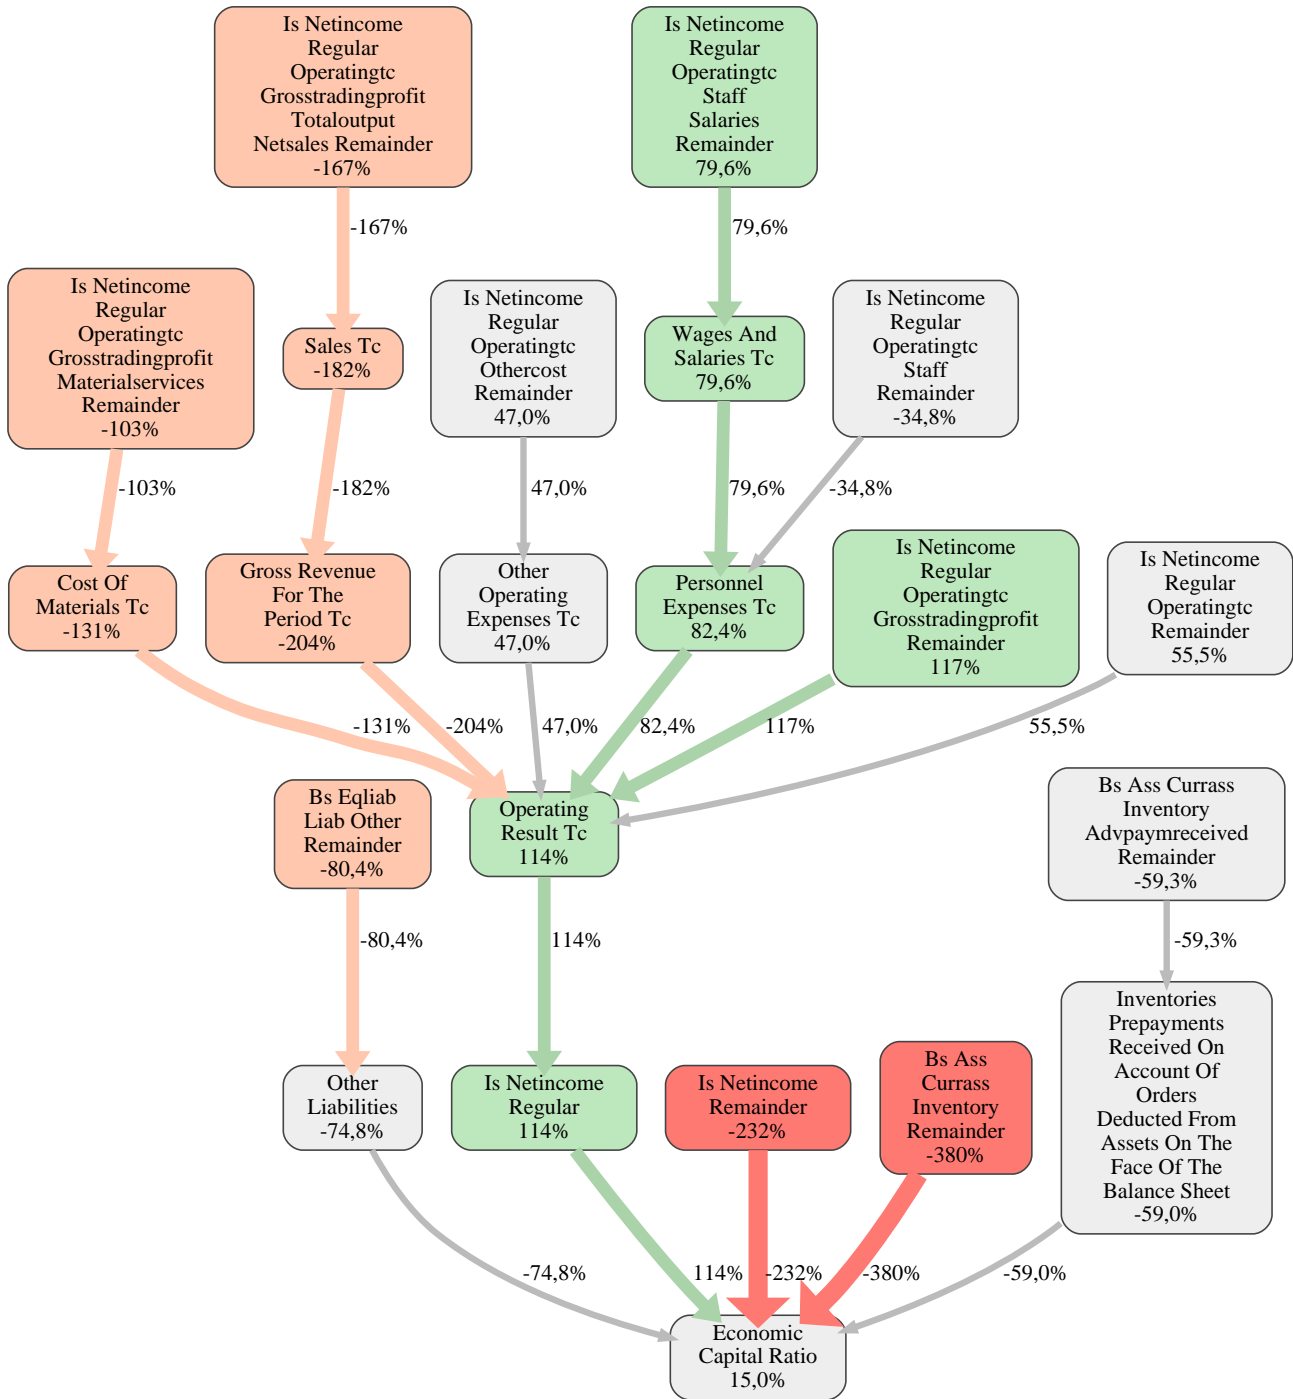 Is Netincome
Regular
Operatingtc
Grosstradingprofit
Totaloutput
Netsales Remainder
-167%
Is Netincome
Regular
Operatingtc
Staff
Salaries
Remainder
79,6%
-167%
79,6%
Is Netincome
Regular
Operatingtc
Grosstradingprofit
Materialservices
Remainder
-103%
Sales Tc
-182%
Is Netincome
Regular
Operatingtc
Othercost
Remainder
47,0%
Wages And
Salaries Tc
79,6%
Is Netincome
Regular
Operatingtc
Staff
Remainder
-34,8%
-103%
-182%
47,0%
79,6%
-34,8%
Cost Of
Materials Tc
-131%
Gross Revenue
For The
Period Tc
-204%
Other
Operating
Expenses Tc
47,0%
Personnel
Expenses Tc
82,4%
Is Netincome
Regular
Operatingtc
Grosstradingprofit
Remainder
117%
Is Netincome
Regular
Operatingtc
Remainder
55,5%
-131%
-204%
47,0%
82,4%
117%
55,5%
Bs Eqliab
Liab Other
Remainder
-80,4%
Operating
Result Tc
114%
Bs Ass Currass
Inventory
Advpaymreceived
Remainder
-59,3%
-80,4%
114%
-59,3%
Other
Liabilities
-74,8%
Is Netincome
Regular
114%
Is Netincome
Remainder
-232%
Bs Ass
Currass
Inventory
Remainder
-380%
Inventories
Prepayments
Received On
Account Of
Orders
Deducted From
Assets On The
Face Of The
Balance Sheet
-59,0%
-74,8%
114%
-232%
-380%
-59,0%
Economic
Capital Ratio
15,0%